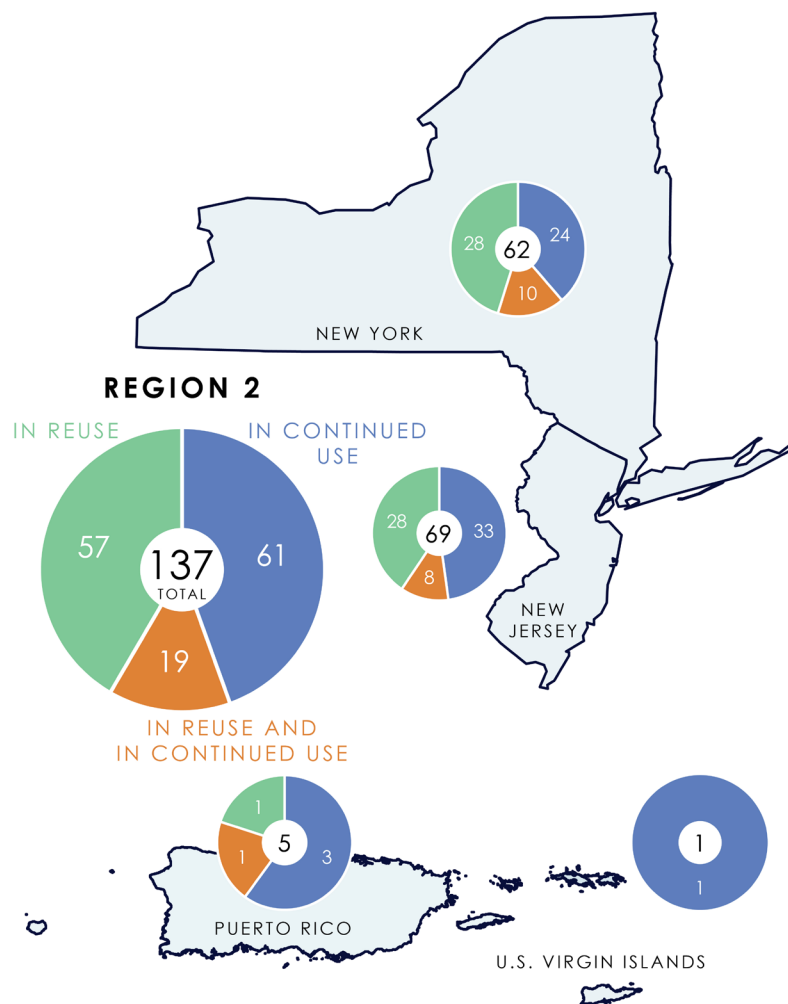 28
24
62
10
NEW YORK
REGION 2
IN REUSE
IN CONTINUED
USE
57
61
137
TOTAL
19
28
33
69
8
NEW
JERSEY
IN REUSE AND
IN CONTINUED USE
1
5
1
3
PUERTO RICO
1
1
U.S. VIRGIN ISLANDS